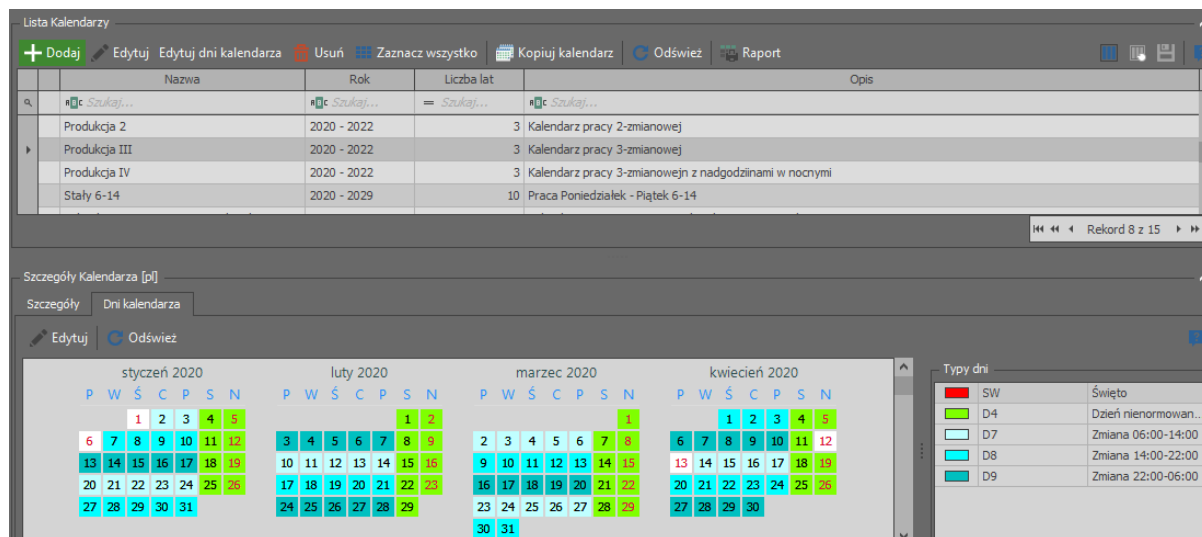 Lista Kalendarzy
Dodaj Edytuj Edytuj dni kalendarza Usuń Zaznacz wszystko Kopiuj kalendarz Odśwież Raport
Nazwa Rok Liczba lat Opis
Szukaj... Szukaj... = Szukaj... Szukaj...
Produkcja 2 2020 - 2022 3 Kalendarz pracy 2-zmianowej
Produkcja III 2020 - 2022 3 Kalendarz pracy 3-zmianowej
Produkcja IV 2020 - 2022 3 Kalendarz pracy 3-zmianowejn z nadgodziinami w nocnymi
Stały 6-14 2020 - 2029 10 Praca Poniedziałek - Piątek 6-14
Rekord 8 z 15
Szczegóły Kalendarza [pl]
Szczegóły Dni kalendarza
Edytuj Odśwież
styczeń 2020 luty 2020 marzec 2020 kwiecień 2020
P W Ś C P S N P W Ś C P S N P W Ś C P S N P W Ś C P S N
1 2 3 4 5 1 2 1 1 2 3 4 5
6 7 8 9 10 11 12 3 4 5 6 7 8 9 2 3 4 5 6 7 8 6 7 8 9 10 11 12
13 14 15 16 17 18 19 10 11 12 13 14 15 16 9 10 11 12 13 14 15 13 14 15 16 17 18 19
20 21 22 23 24 25 26 17 18 19 20 21 22 23 16 17 18 19 20 21 22 20 21 22 23 24 25 26
27 28 29 30 31 24 25 26 27 28 29 23 24 25 26 27 28 29 27 28 29 30
30 31
Typy dni
SW Święto
D4 Dzień nienormowan...
D7 Zmiana 06:00-14:00
D8 Zmiana 14:00-22:00
D9 Zmiana 22:00-06:00